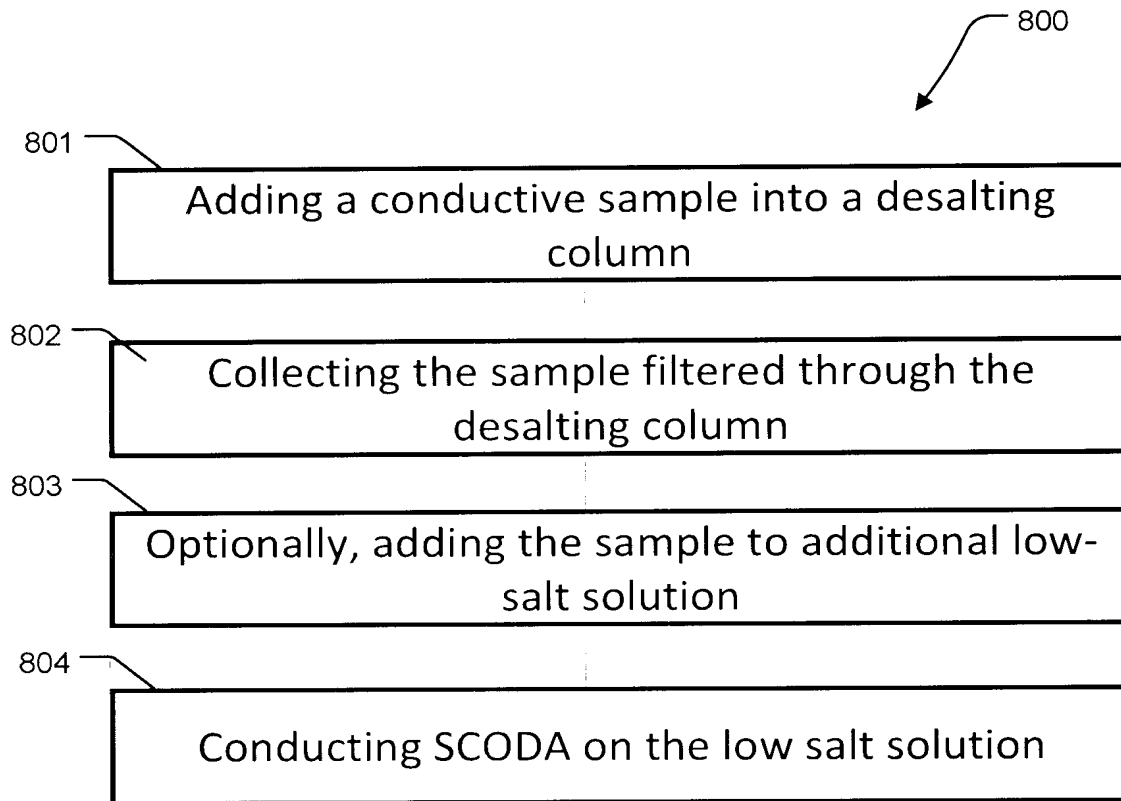 800
801
Adding a conductive sample into a desalting
column
802
Collecting the sample filtered through the
desalting column
803
Optionally, adding the sample to additional low-
salt solution
804
Conducting SCODA on the low salt solution